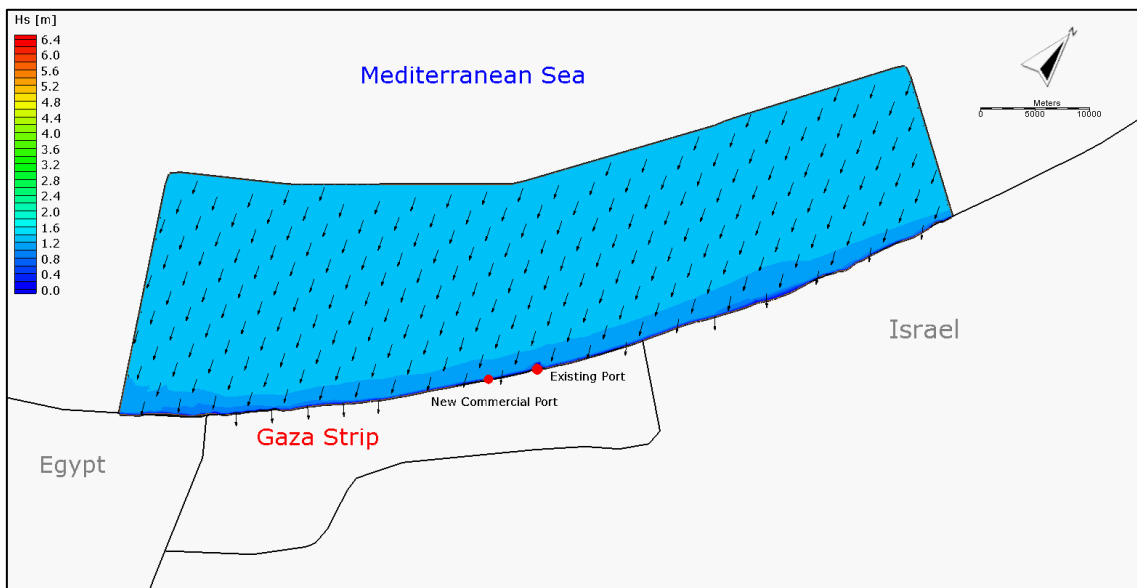 Hs [m]
6.4
6.0
5.6
5.2
4.8
4.4
4.0
3.6
3.2
2.8
2.4
2.0
1.6
1.2
0.8
0.4
0.0
Mediterranean Sea
N
Meters
0 5000 10000
Israel
Existing Port
New Commercial Port
Gaza Strip
Egypt